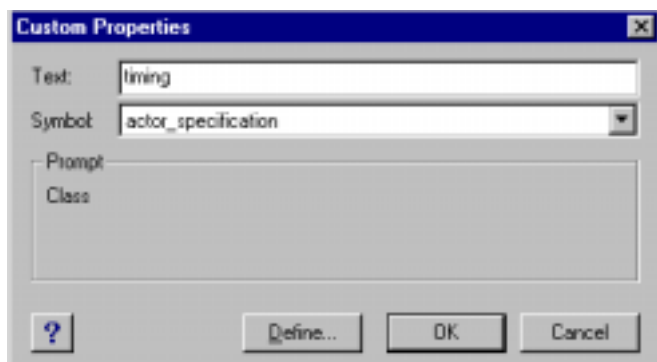 Custom Properties
Text: timing
Symbol: actor_specification
Prompt
Class
? Define... OK Cancel